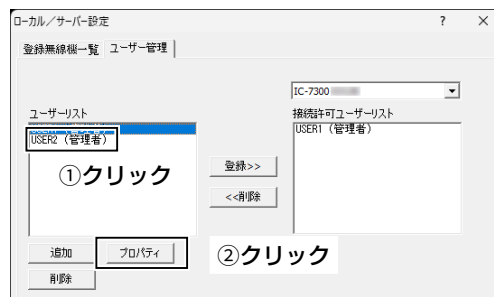 ローカル／サーバー設定 ? ×
登録無線機一覧 ユーザー管理
IC-7300
ユーザーリスト 接続許可ユーザーリスト
USER2 （管理者） USER1 （管理者）
①クリック
登録>>
<<削除
追加 プロパティ ②クリック
削除